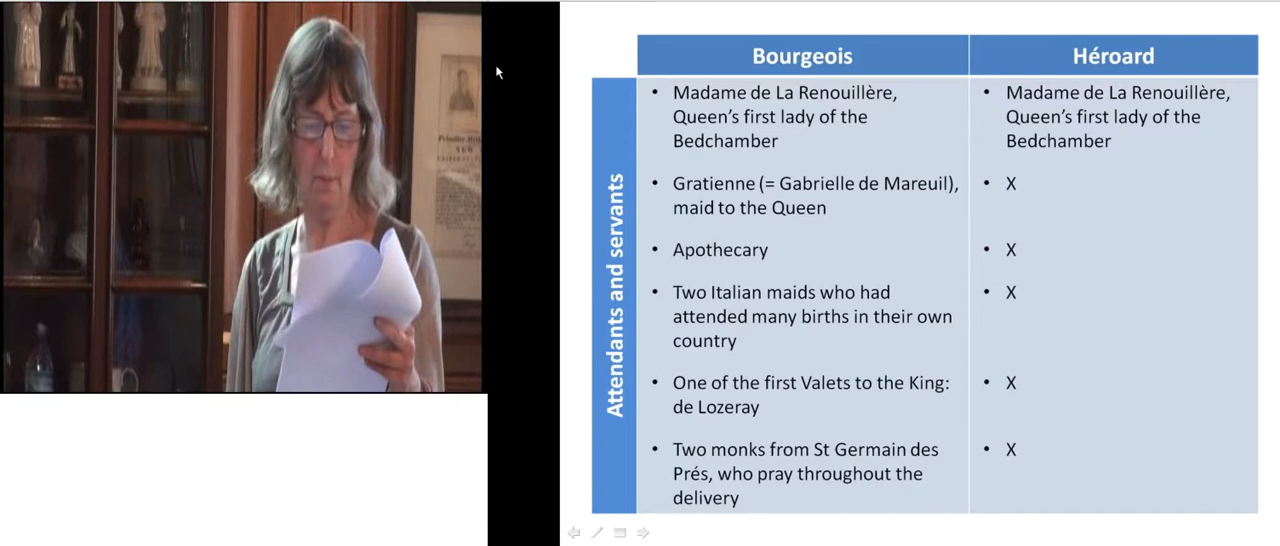 Bourgeois
Héroard
Attendants and servants
• Madame de La Renouillère,
Queen's first lady of the
Bedchamber
• Madame de La Renouillère,
Queen's first lady of the
Bedchamber
• Gratienne (= Gabrielle de Mareuil),
maid to the Queen
• X
• Apothecary
• X
• Two Italian maids who had
attended many births in their own
country
• X
• One of the first Valets to the King:
de Lozeray
• X
• Two monks from St Germain des
Prés, who pray throughout the
delivery
• X